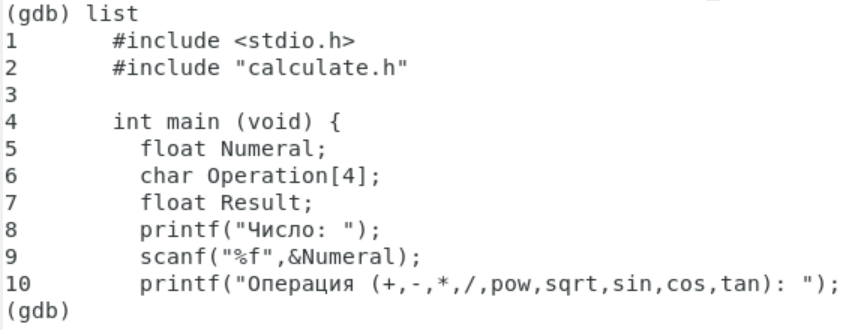 (gdb) list
1       #include <stdio.h>
2       #include "calculate.h"
3
4       int main (void) {
5         float Numeral;
6         char Operation[4];
7         float Result;
8         printf("Число: ");
9         scanf("%f",&Numeral);
10        printf("Операция (+,-,*,/,pow,sqrt,sin,cos,tan): ");
(gdb)